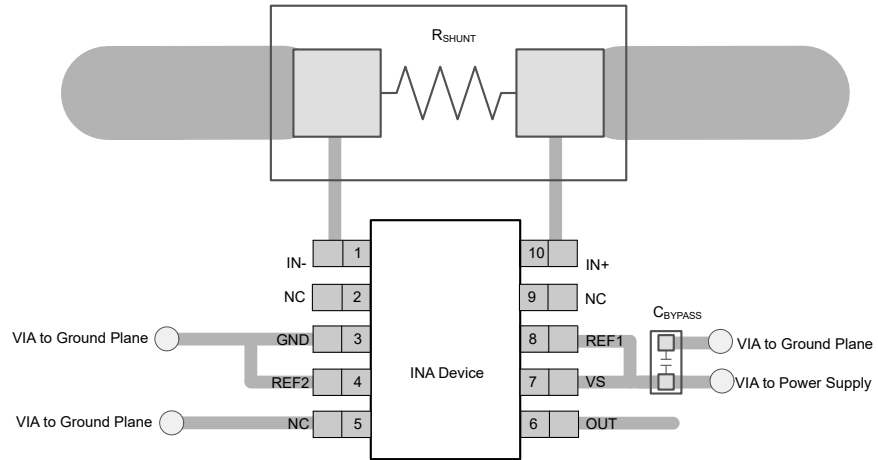 RSHUNT
IN-
1
10
IN+
NC
2
9
NC
CBYPASS
VIA to Ground Plane
GND
3
8
REF1
VIA to Ground Plane
INA Device
REF2
4
7
VS
VIA to Power Supply
VIA to Ground Plane
NC
5
6
OUT